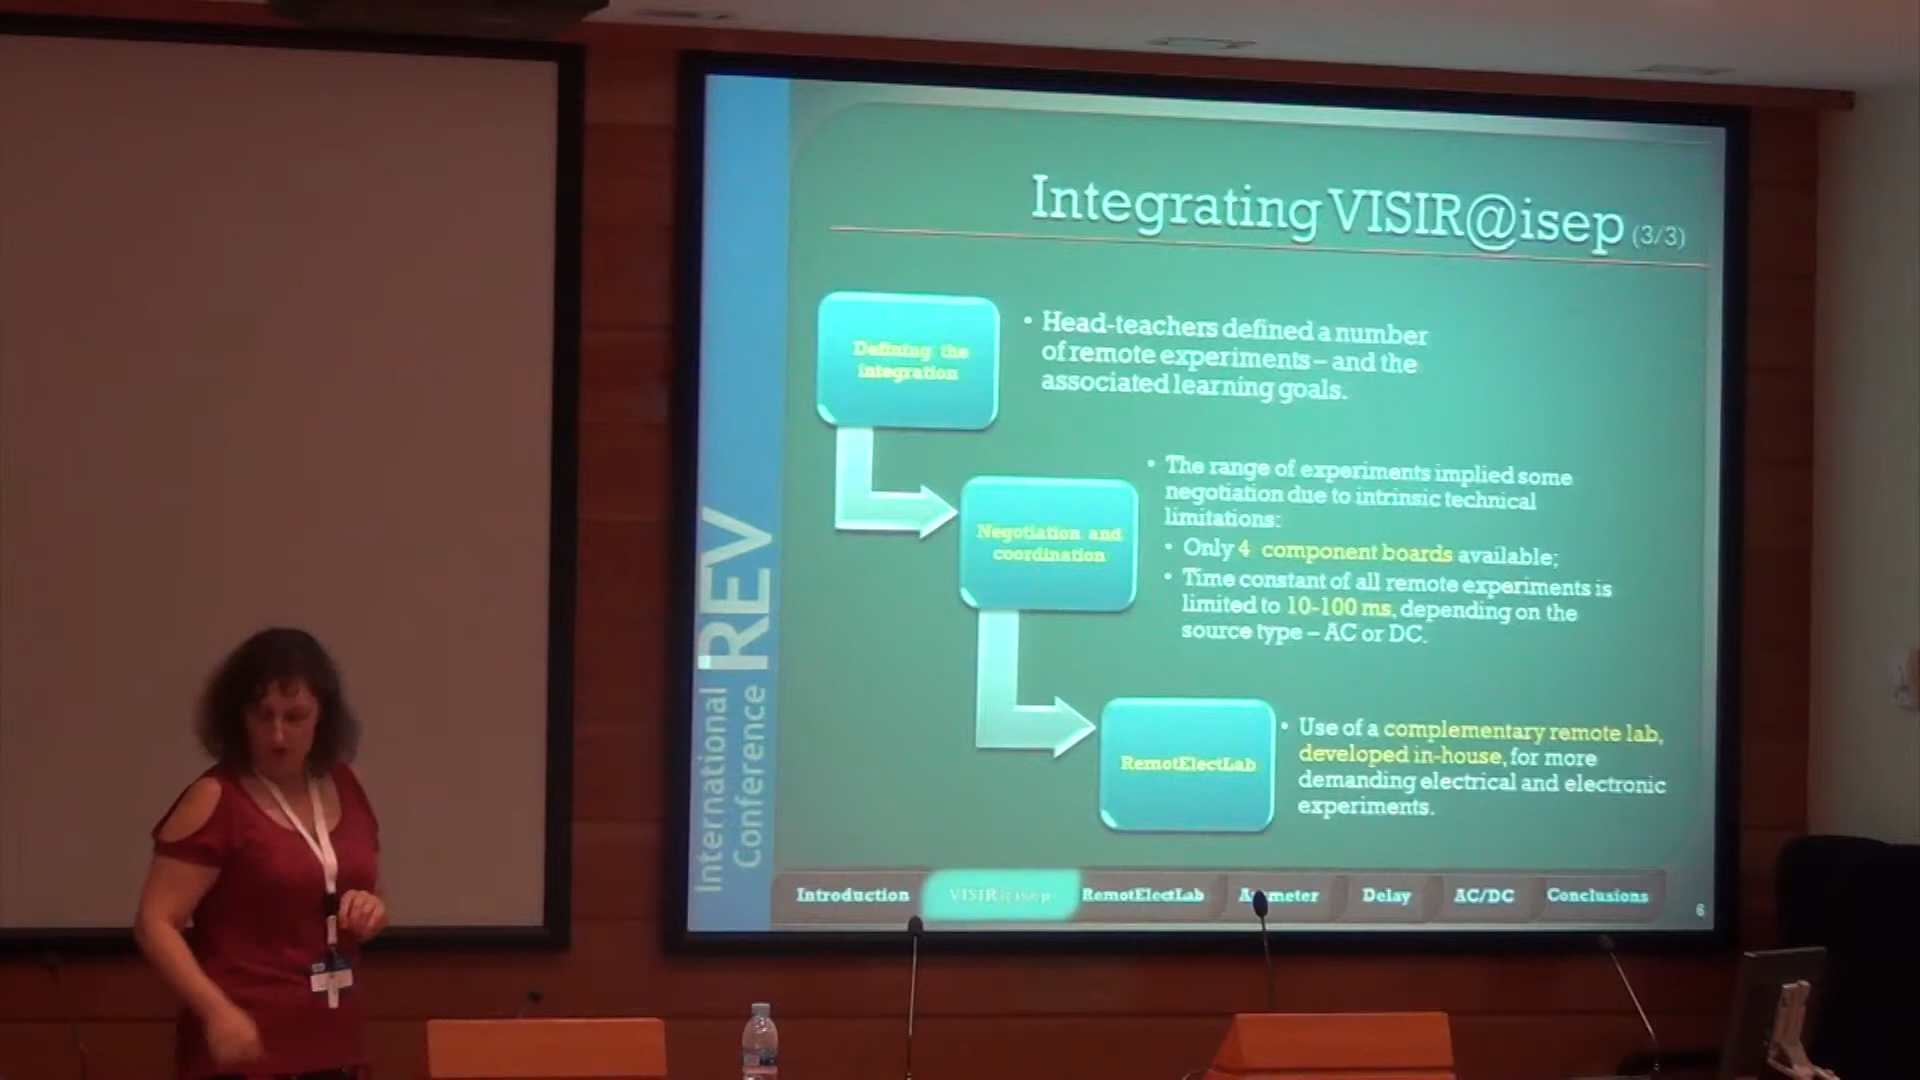 Integrating VISIR@isep (3/3)
Defining the
integration
• Head-teachers defined a number
of remote experiments – and the
associated learning goals.
Negotiation and
coordination
• The range of experiments implied some
negotiation due to intrinsic technical
limitations:
• Only 4 component boards available;
• Time constant of all remote experiments is
limited to 10-100 ms, depending on the
source type – AC or DC.
RemotElectLab
• Use of a complementary remote lab,
developed in-house, for more
demanding electrical and electronic
experiments.
International
Conference
REV
Introduction VISIR@isep RemotElectLab Delay AC/DC Conclusions
6